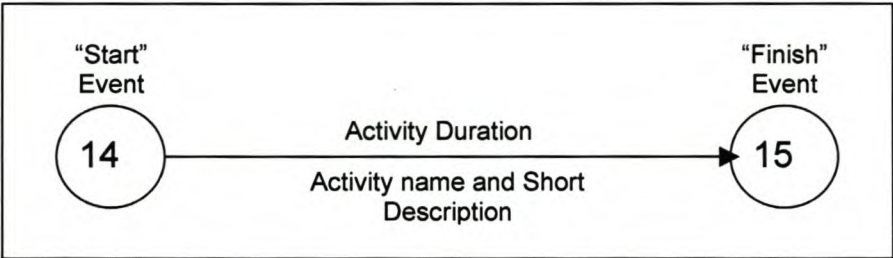 “Start”
Event
“Finish”
Event
14
Activity Duration
15
Activity name and Short
Description